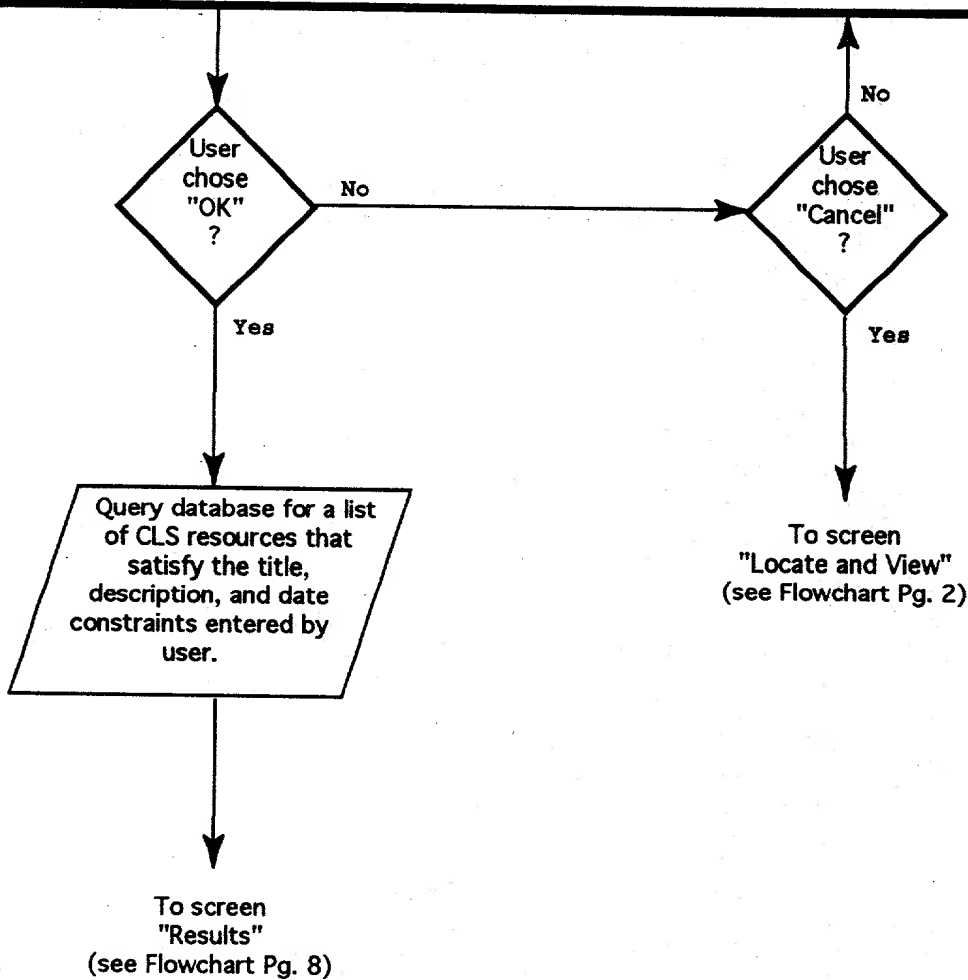 User
chose
"OK"
?
No
Yes
Query database for a list
of CLS resources that
satisfy the title,
description, and date
constraints entered by
user.
To screen
"Results"
(see Flowchart Pg. 8)
No
User
chose
"Cancel"
?
Yes
To screen
"Locate and View"
(see Flowchart Pg. 2)